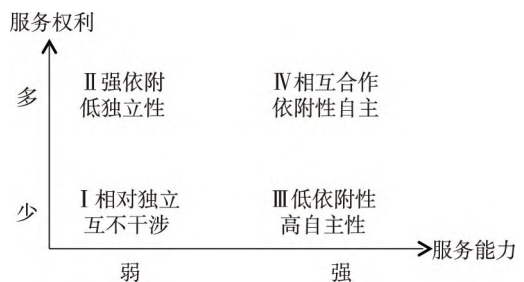 服务权利
多
Ⅱ强依附
低独立性
Ⅳ相互合作
依附性自主
少
Ⅰ相对独立
互不干涉
Ⅲ低依附性
高自主性
服务能力
弱
强